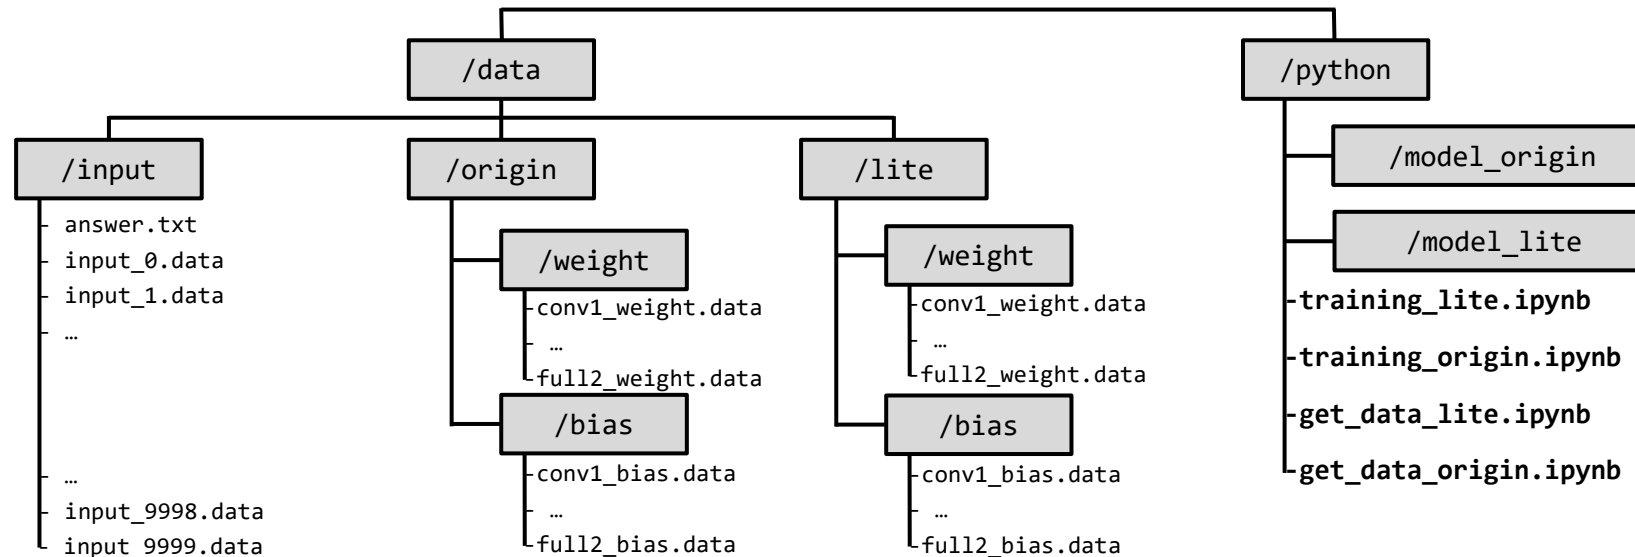 /data
/python
/input
/origin
/lite
/model_origin
/model_lite
- answer.txt
- input_0.data
- input_1.data
- …
- …
- input_9998.data
- input_9999.data
/weight
-conv1_weight.data
- …
-full2_weight.data
/bias
-conv1_bias.data
- …
-full2_bias.data
/weight
-conv1_weight.data
- …
-full2_weight.data
/bias
-conv1_bias.data
- …
-full2_bias.data
-training_lite.ipynb
-training_origin.ipynb
-get_data_lite.ipynb
-get_data_origin.ipynb